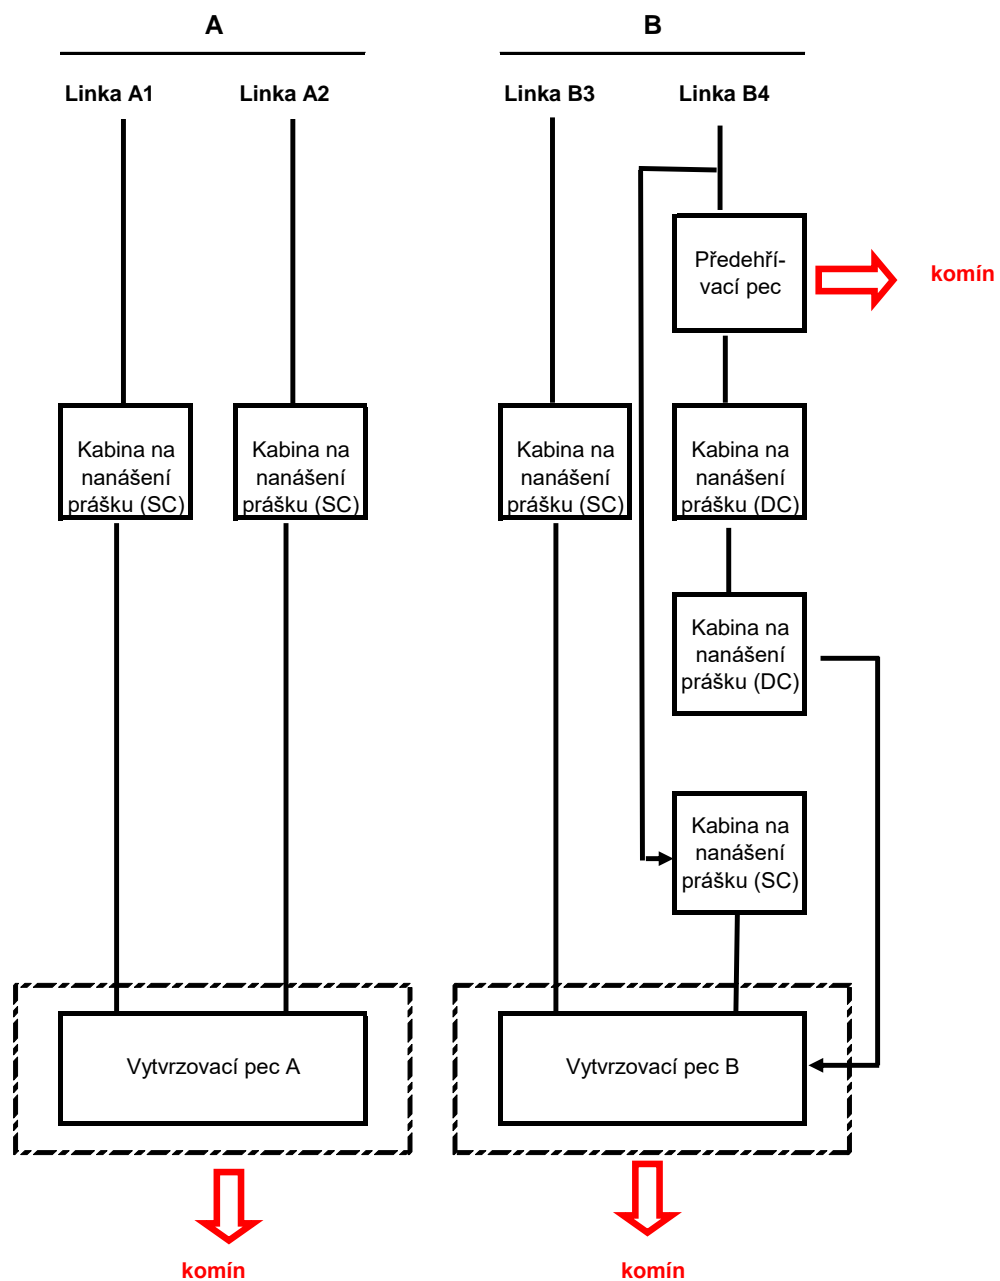 A
B
Linka A1
Linka A2
Linka B3
Linka B4
Předehří-
vací pec
komín
Kabina na
nanášení
prášku (SC)
Kabina na
nanášení
prášku (SC)
Kabina na
nanášení
prášku (SC)
Kabina na
nanášení
prášku (DC)
Kabina na
nanášení
prášku (DC)
Kabina na
nanášení
prášku (SC)
Vytvrzovací pec A
Vytvrzovací pec B
komín
komín